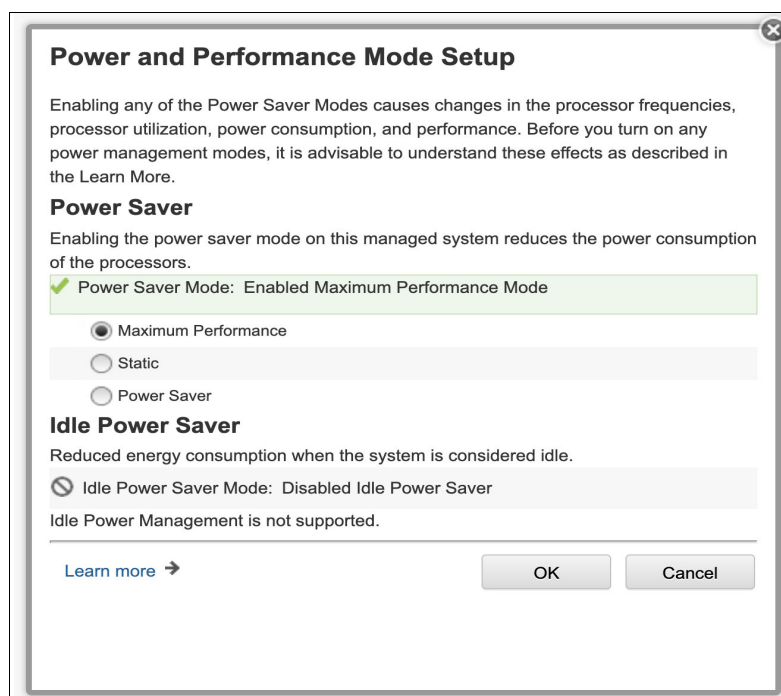 Power and Performance Mode Setup
Enabling any of the Power Saver Modes causes changes in the processor frequencies,
processor utilization, power consumption, and performance. Before you turn on any
power management modes, it is advisable to understand these effects as described in
the Learn More.
Power Saver
Enabling the power saver mode on this managed system reduces the power consumption
of the processors.
Power Saver Mode: Enabled Maximum Performance Mode
Maximum Performance
Static
Power Saver
Idle Power Saver
Reduced energy consumption when the system is considered idle.
Idle Power Saver Mode: Disabled Idle Power Saver
Idle Power Management is not supported.
Learn more
OK
Cancel